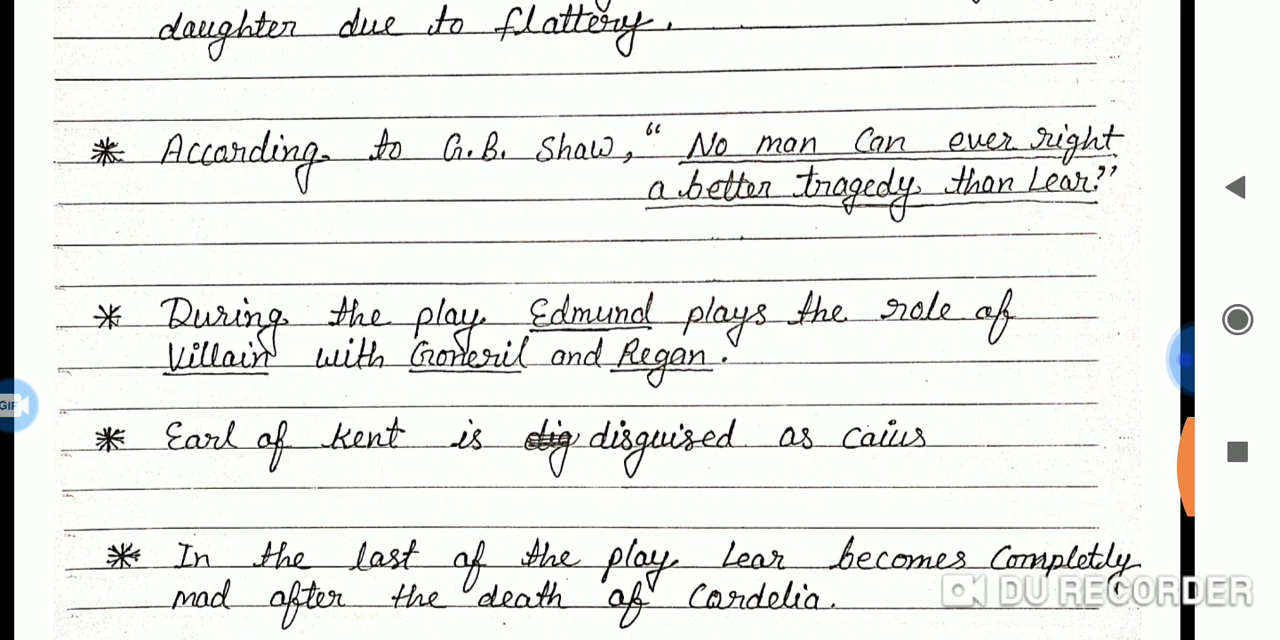 daughter due to flattery.
* According to G.B. Shaw, "No man can ever right
a better tragedy than Lear."
* During the play Edmund plays the role of
Villain with Goneril and Regan.
* Earl of Kent is dig disguised as Caius
* In the last of the play Lear becomes completly
mad after the death of Cordelia.
GIF
DU RECORDER